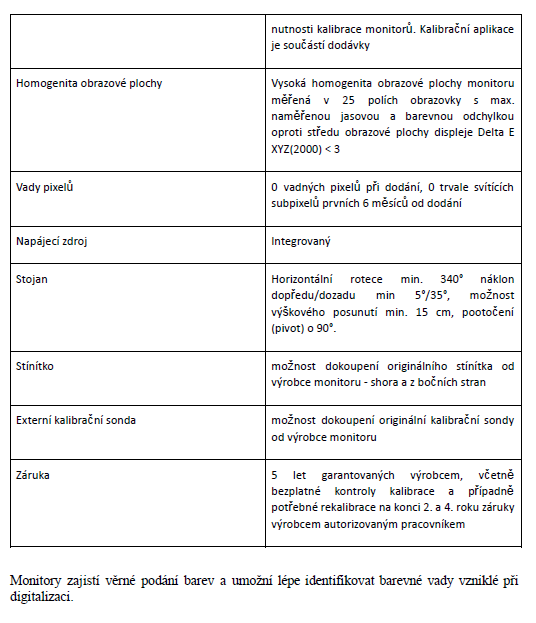 nutnosti kalibrace monitorů. Kalibrační aplikace
je součástí dodávky
Homogenita obrazové plochy
Vysoká homogenita obrazové plochy monitoru
měřená v 25 polích obrazovky s max.
naměřenou jasovou a barevnou odchylkou
oproti středu obrazové plochy displeje Delta E
XYZ(2000) < 3
Vady pixelů
0 vadných pixelů při dodání, 0 trvale svítících
subpixelů prvních 6 měsíců od dodání
Napájecí zdroj
Integrovaný
Stojan
Horizontální rotece min. 340° náklon
dopředu/dozadu min 5°/35°, možnost
výškového posunutí min. 15 cm, pootočení
(pivot) o 90°.
Stínítko
možnost dokoupení originálního stínítka od
výrobce monitoru - shora a z bočních stran
Externí kalibrační sonda
možnost dokoupení originální kalibrační sondy
od výrobce monitoru
Záruka
5 let garantovaných výrobcem, včetně
bezplatné kontroly kalibrace a případně
potřebné rekalibrace na konci 2. a 4. roku záruky
výrobcem autorizovaným pracovníkem
Monitory zajistí věrné podání barev a umožní lépe identifikovat barevné vady vzniklé při
digitalizaci.